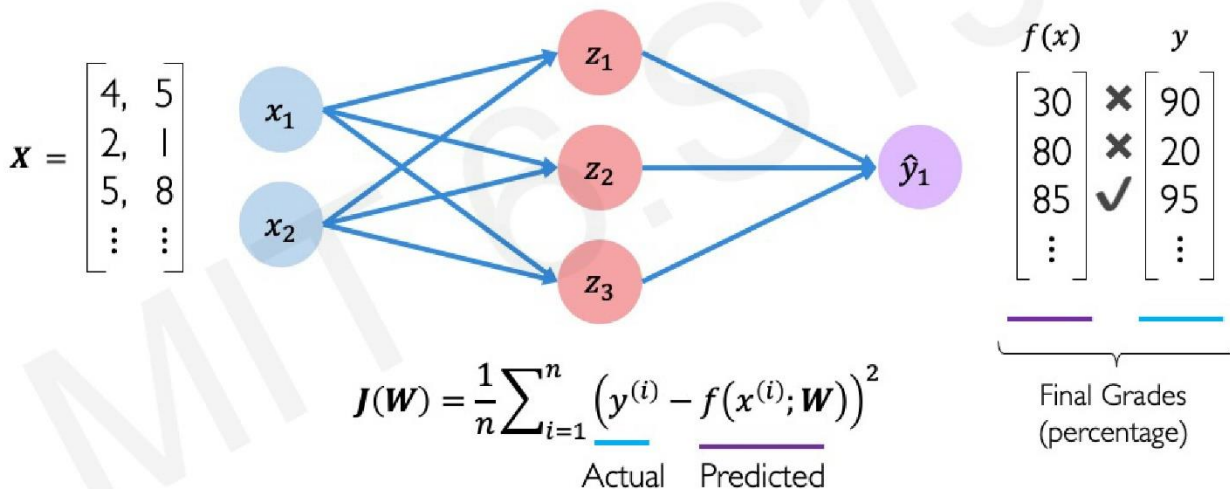 MIT 6.S19
f(x) y
X = [4, 5
2, 1
5, 8
⋮ ⋮]
x₁
x₂
z₁
z₂
z₃
ŷ₁
30 ✖ 90
80 ✖ 20
85 ✔ 95
⋮ ⋮
J(W) = 1/n ∑ᵢ₌₁ⁿ (y⁽ⁱ⁾ − f(x⁽ⁱ⁾; W))²
Actual Predicted
Final Grades
(percentage)